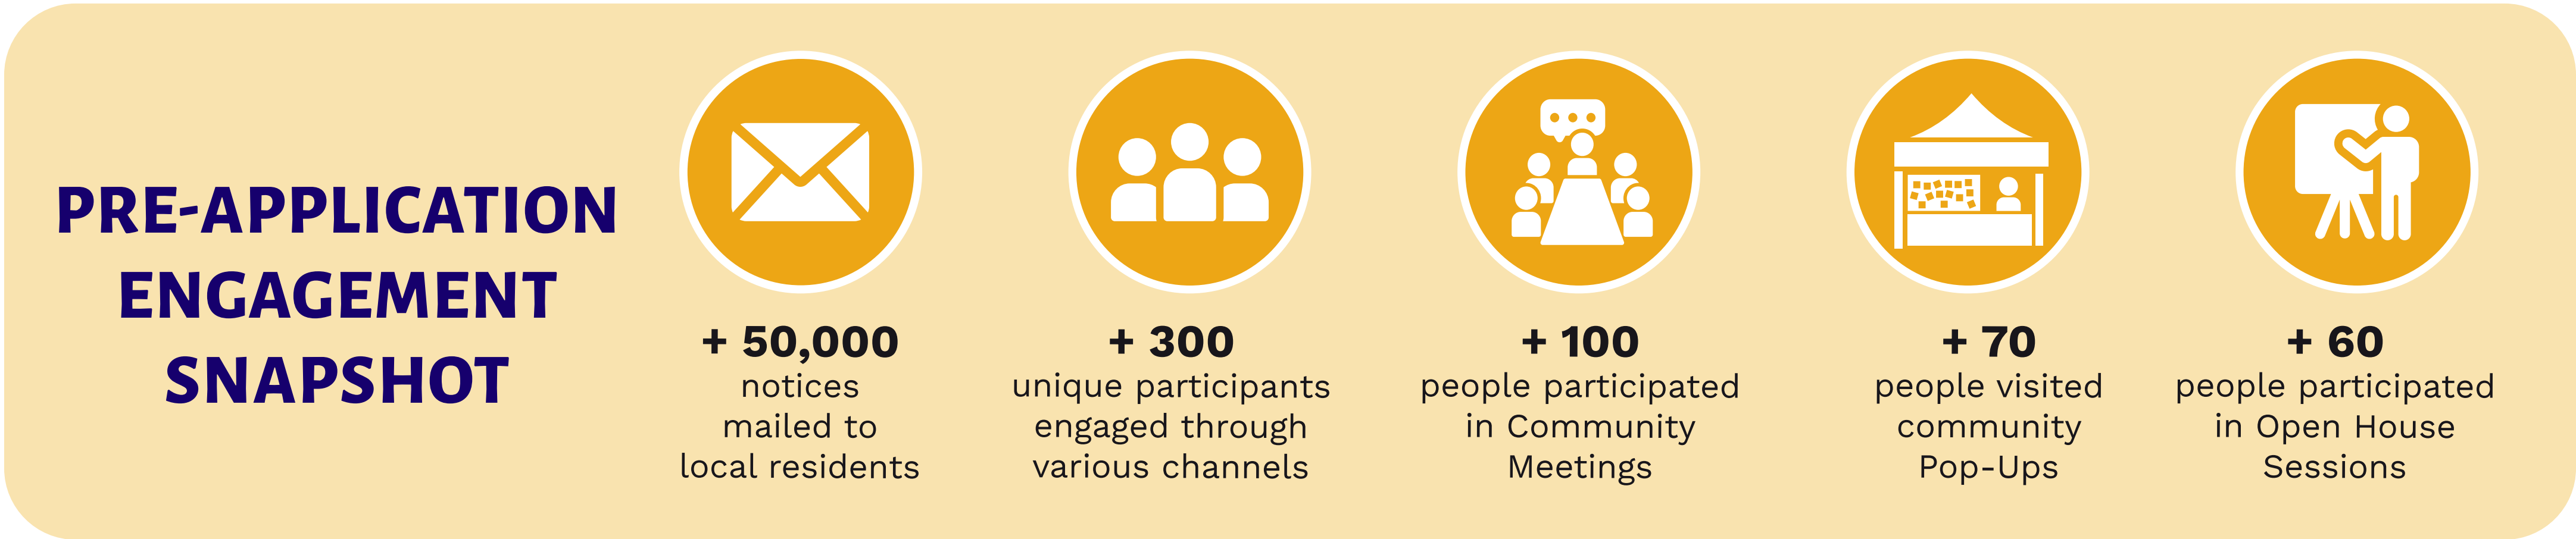 PRE-APPLICATION
ENGAGEMENT
SNAPSHOT
+ 50,000
notices
mailed to
local residents
+ 300
unique participants
engaged through
various channels
+ 100
people participated
in Community
Meetings
+ 70
people visited
community
Pop-Ups
+ 60
people participated
in Open House
Sessions